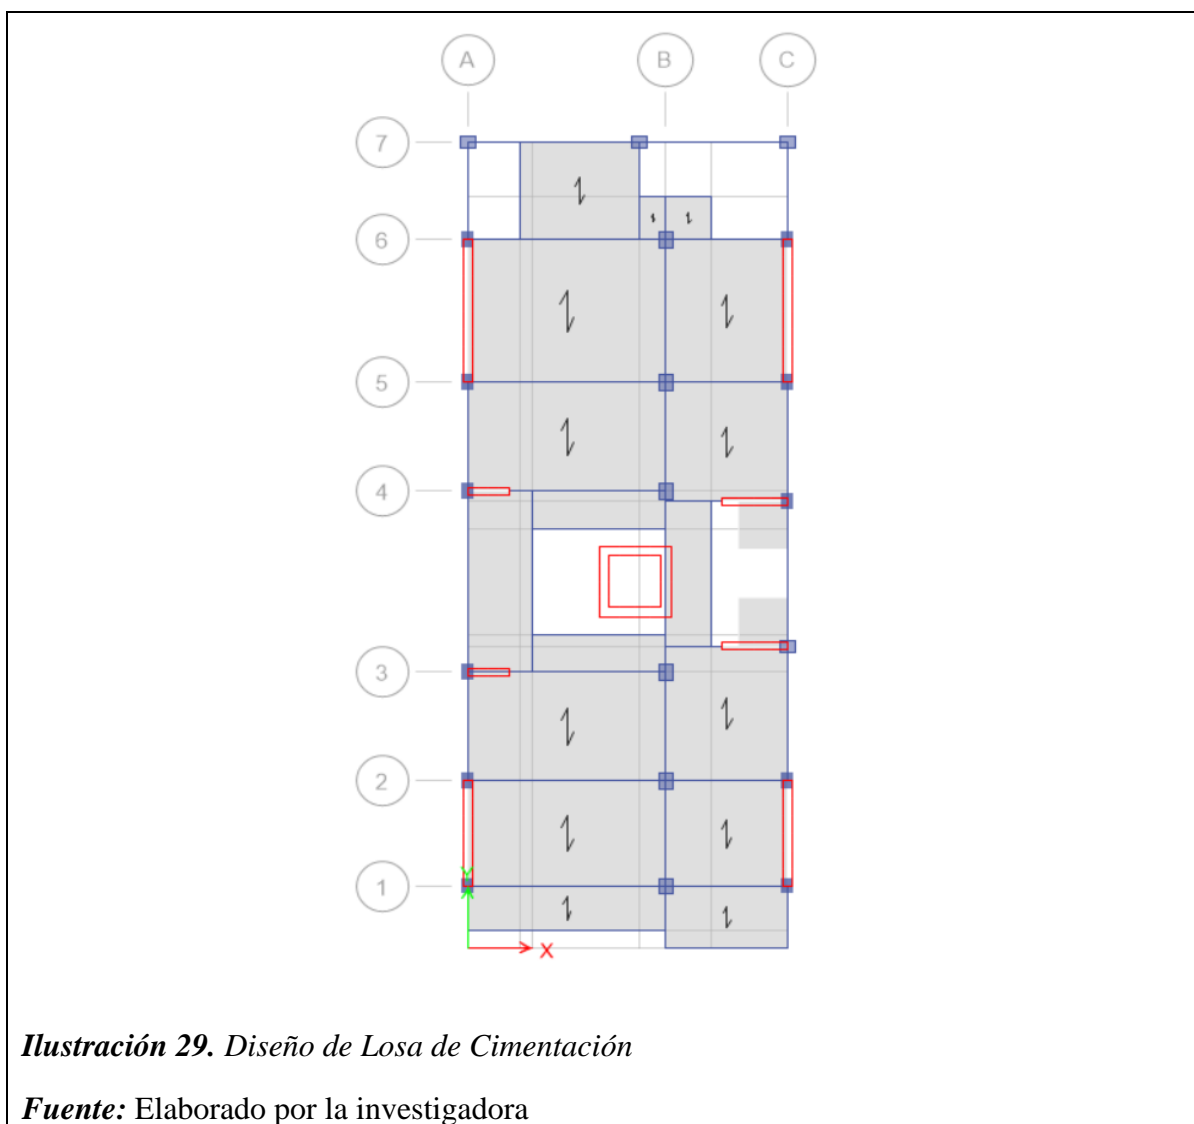 A B C
7
6
5
4
3
2
1
Y
X
Ilustración 29. Diseño de Losa de Cimentación
Fuente: Elaborado por la investigadora